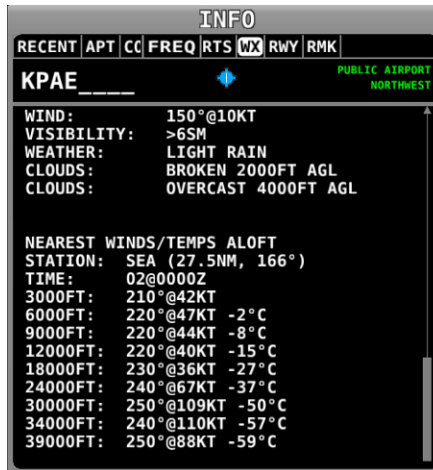 INFO
RECENT APT CC FREQ RTS WX RWY RMK
KPAE____
PUBLIC AIRPORT
NORTHWEST
WIND: 150°@10KT
VISIBILITY: >6SM
WEATHER: LIGHT RAIN
CLOUDS: BROKEN 2000FT AGL
CLOUDS: OVERCAST 4000FT AGL
NEAREST WINDS/TEMPS ALOFT
STATION: SEA (27.5NM, 166°)
TIME: 02@0000Z
3000FT: 210°@42KT
6000FT: 220°@47KT -2°C
9000FT: 220°@44KT -8°C
12000FT: 220°@40KT -15°C
18000FT: 230°@36KT -27°C
24000FT: 240°@67KT -37°C
30000FT: 250°@109KT -50°C
34000FT: 240°@110KT -57°C
39000FT: 250°@88KT -59°C